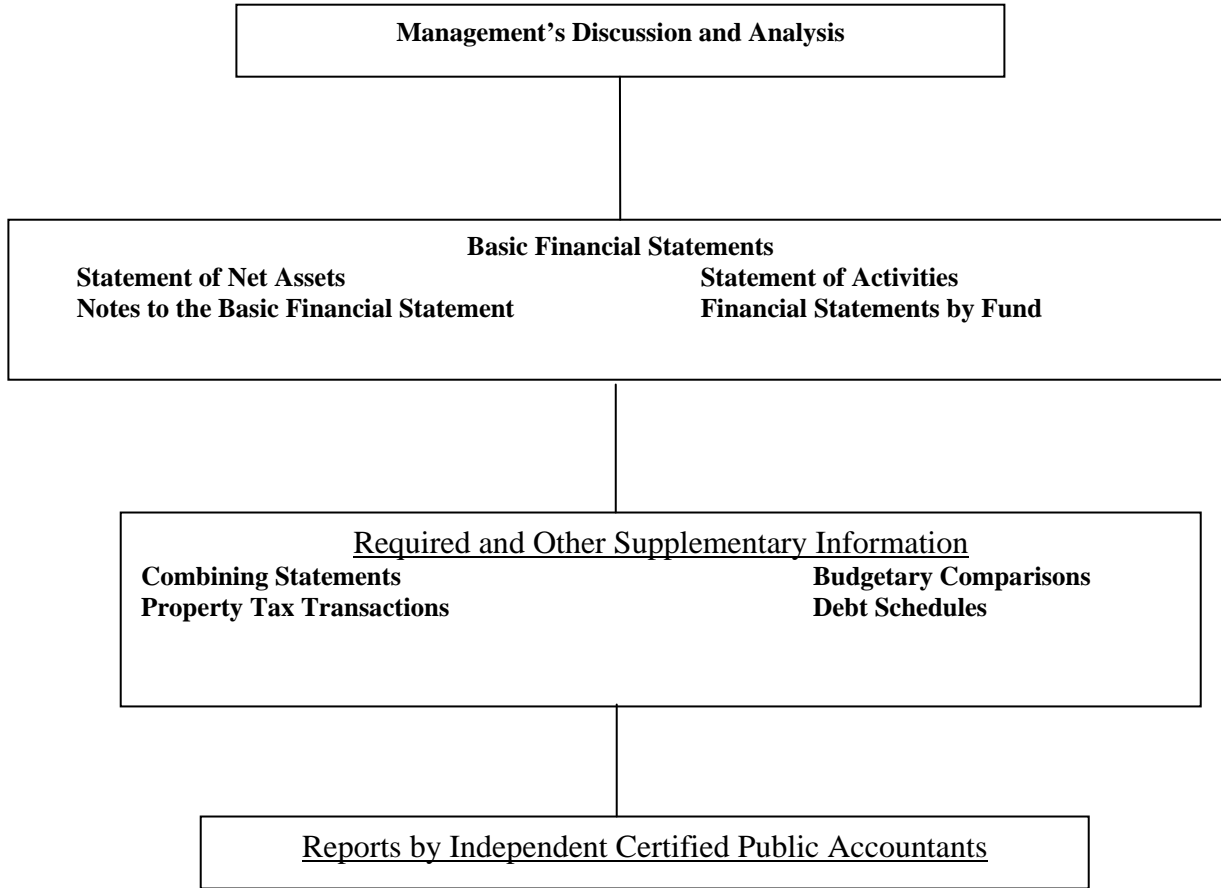 Management’s Discussion and Analysis
Basic Financial Statements
Statement of Net Assets Statement of Activities
Notes to the Basic Financial Statement Financial Statements by Fund
Required and Other Supplementary Information
Combining Statements Budgetary Comparisons
Property Tax Transactions Debt Schedules
Reports by Independent Certified Public Accountants